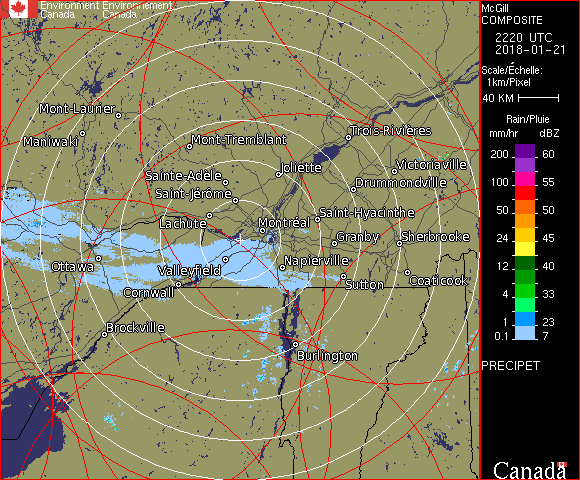 Environment Environnement
Canada Canada
McGill
COMPOSITE
2220 UTC
2018-01-21
Scale/Échelle:
1km/Pixel
40 KM
Rain/Pluie
mm/hr dBZ
200 60
100 55
50 50
24 45
12 40
4 33
1 23
0.1 7
PRECIPET
Mont-Laurier
Maniwaki
Mont-Tremblant
Trois-Rivières
Joliette
Victoriaville
Sainte-Adèle
Drummondville
Saint-Jérôme
Saint-Hyacinthe
Lachute
Montréal
Granby
Sherbrooke
Ottawa
Napierville
Valleyfield
Sutton
Coaticook
Cornwall
Brockville
Burlington
Canada